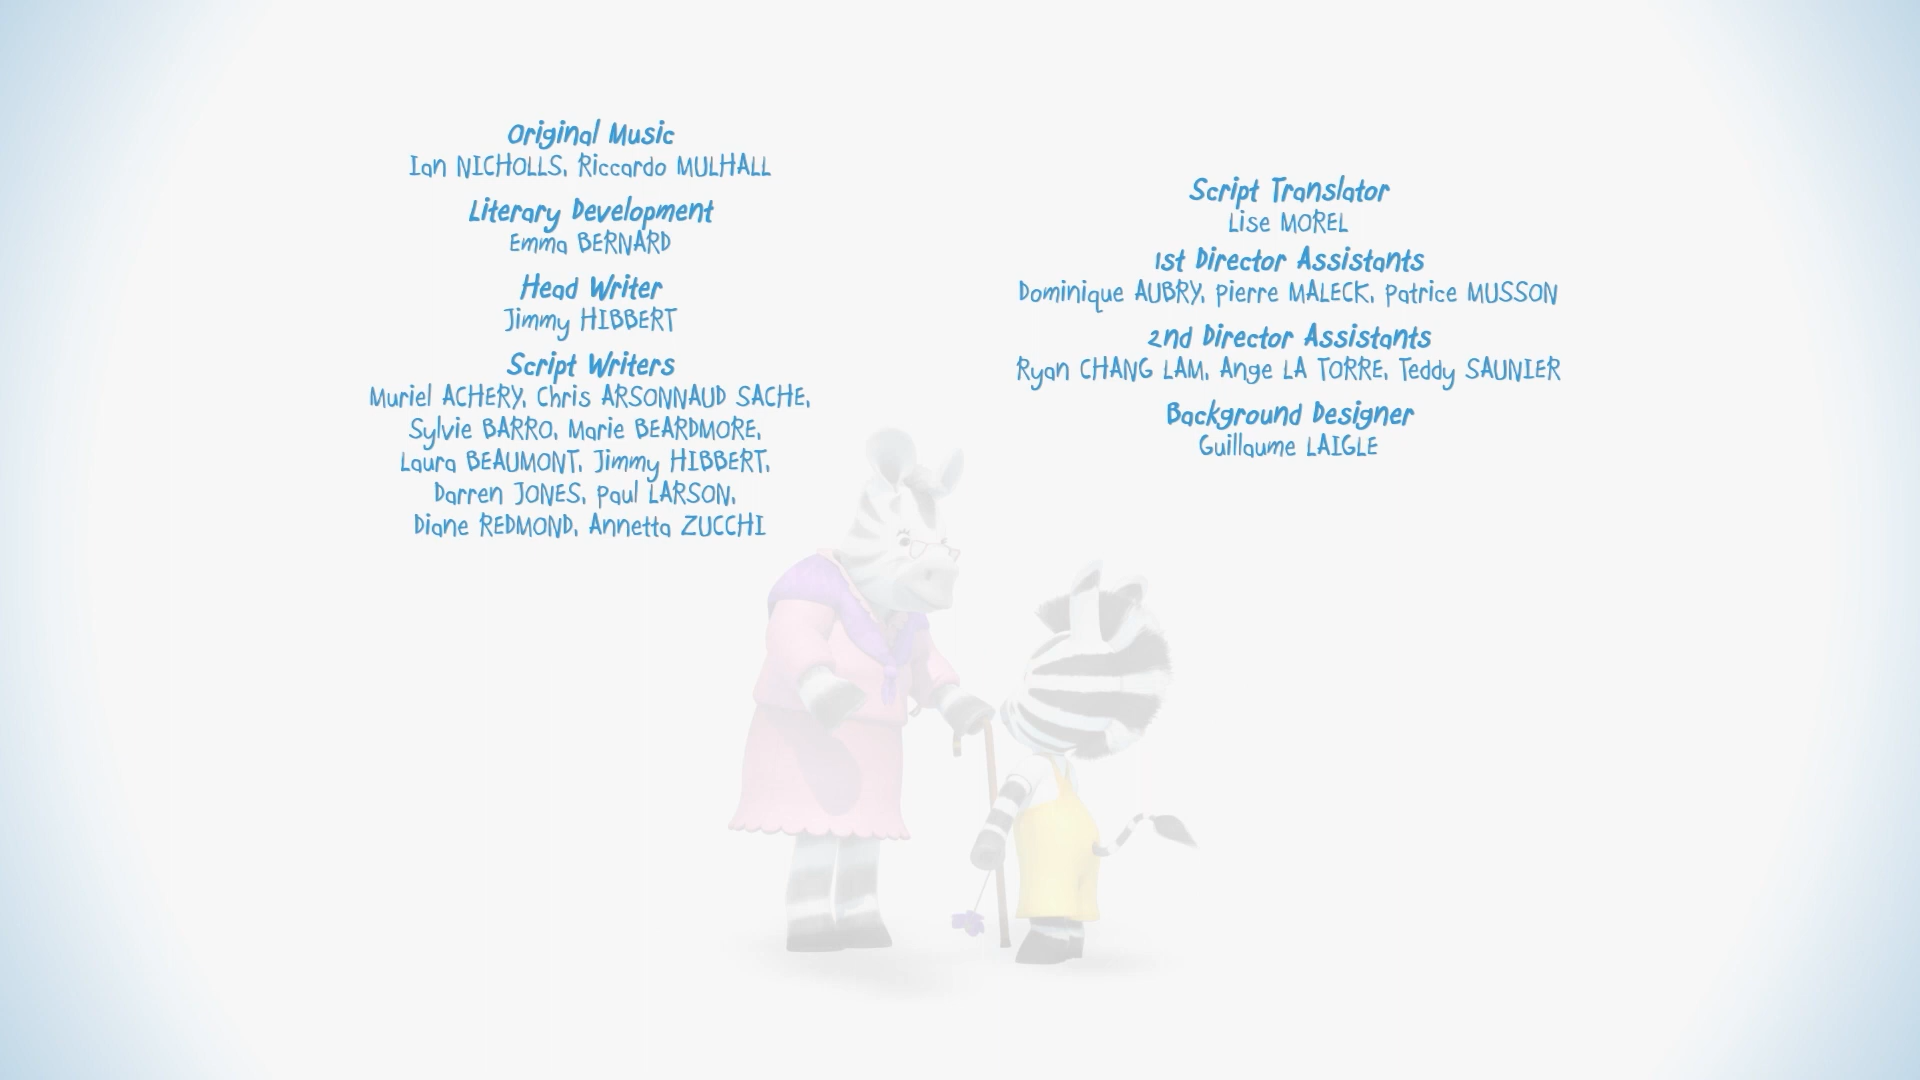 Original Music
Ian NICHOLLS, Riccardo MULHALL
Literary Development
Emma BERNARD
Head Writer
Jimmy HIBBERT
Script Writers
Muriel ACHERY, Chris ARSONNAUD SACHE,
Sylvie BARRO, Marie BEARDMORE,
Laura BEAUMONT, Jimmy HIBBERT,
Darren JONES, Paul LARSON,
Diane REDMOND, Annetta ZUCCHI
Script Translator
Lise MOREL
1st Director Assistants
Dominique AUBRY, Pierre MALECK, Patrice MUSSON
2nd Director Assistants
Ryan CHANG LAM, Ange LA TORRE, Teddy SAUNIER
Background Designer
Guillaume LAIGLE